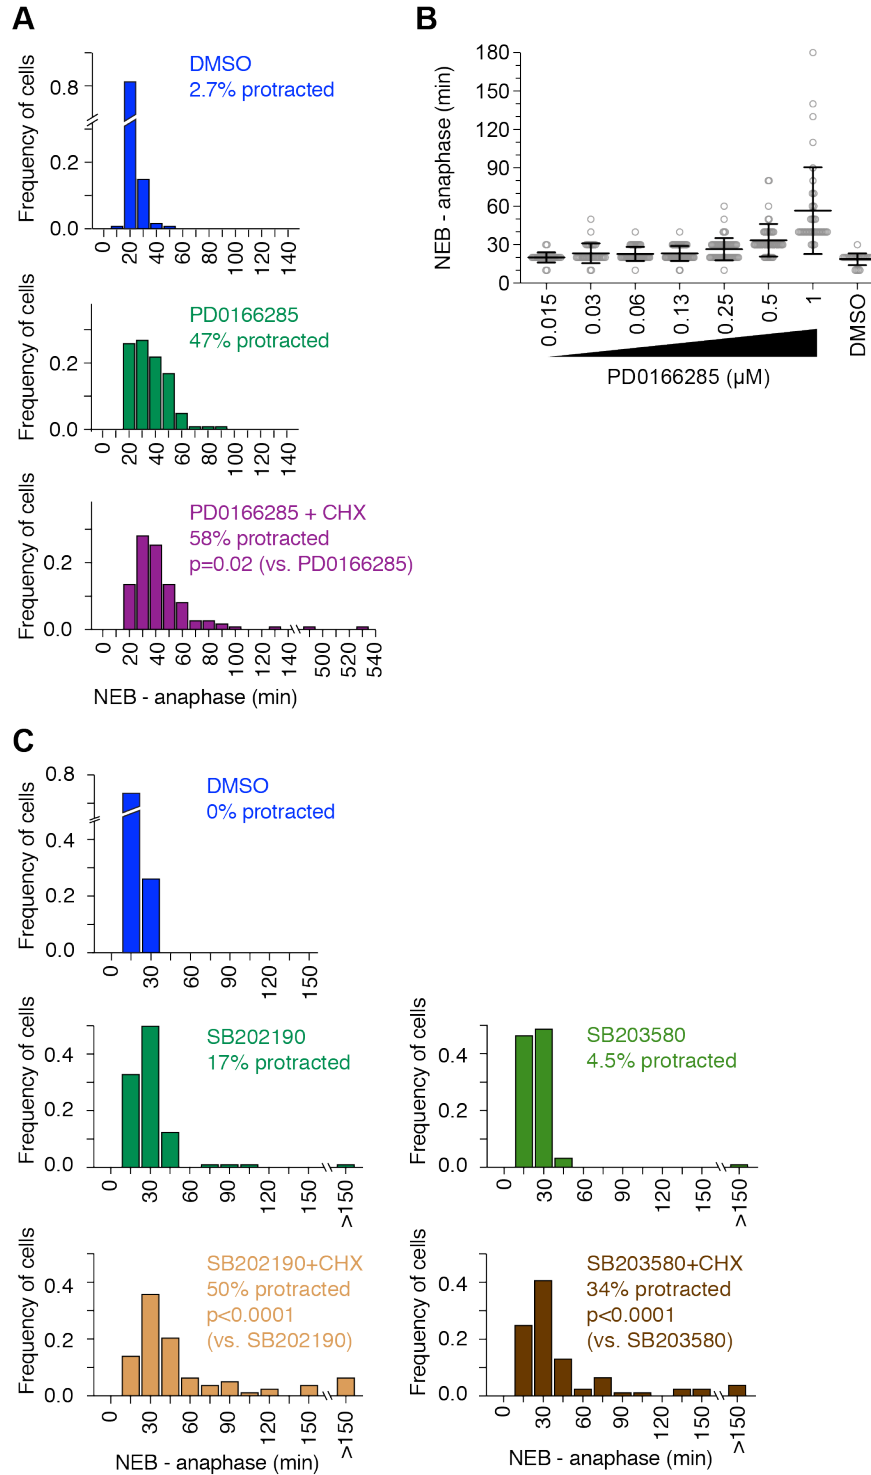 A
Frequency of cells
0.8
0.2
0.0
DMSO
2.7% protracted
0 20 40 60 80 100 120 140
Frequency of cells
0.2
0.0
PD0166285
47% protracted
0 20 40 60 80 100 120 140
Frequency of cells
0.2
0.0
PD0166285 + CHX
58% protracted
p=0.02 (vs. PD0166285)
0 20 40 60 80 100 120 140 500 520 540
NEB - anaphase (min)
B
NEB - anaphase (min)
180
150
120
90
60
30
0
0.015 0.03 0.06 0.13 0.25 0.5 1 DMSO
PD0166285 (μM)
C
Frequency of cells
0.8
0.4
0.2
0.0
DMSO
0% protracted
0 30 60 90 120 150
Frequency of cells
0.4
0.2
0.0
SB202190
17% protracted
0 30 60 90 120 150 >150
Frequency of cells
0.4
0.2
0.0
SB203580
4.5% protracted
0 30 60 90 120 150 >150
Frequency of cells
0.4
0.2
0.0
SB202190+CHX
50% protracted
p<0.0001
(vs. SB202190)
0 30 60 90 120 150 >150
NEB - anaphase (min)
Frequency of cells
0.4
0.2
0.0
SB203580+CHX
34% protracted
p<0.0001
(vs. SB203580)
0 30 60 90 120 150 >150
NEB - anaphase (min)